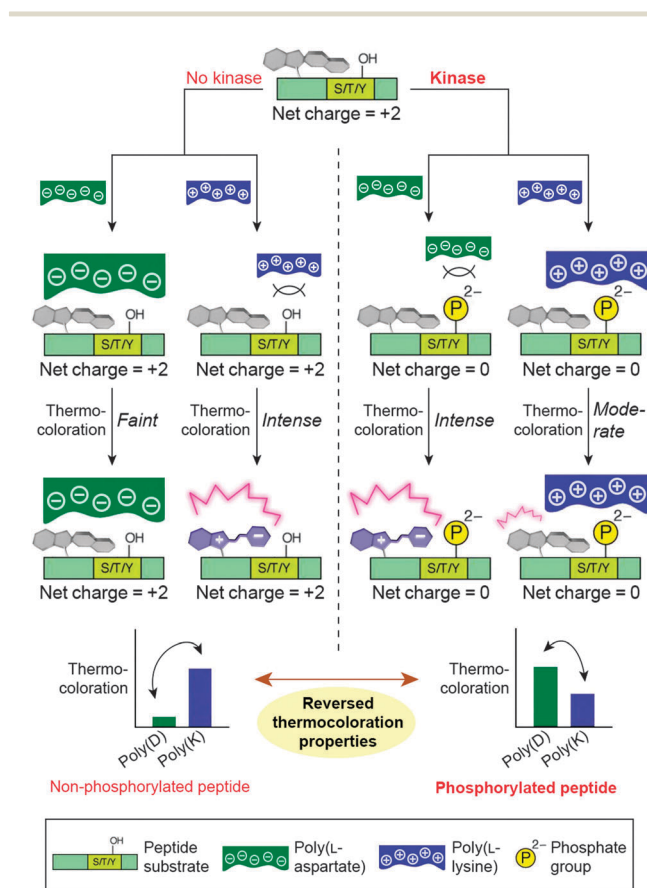 OH
No kinase
Kinase
S/T/Y
Net charge = +2
OH
OH
P 2−
P 2−
S/T/Y
S/T/Y
S/T/Y
S/T/Y
Net charge = +2
Net charge = +2
Net charge = 0
Net charge = 0
Thermo-
coloration
Faint
Thermo-
coloration
Intense
Thermo-
coloration
Intense
Thermo-
coloration
Mode-
rate
OH
OH
P 2−
P 2−
S/T/Y
S/T/Y
S/T/Y
S/T/Y
Net charge = +2
Net charge = +2
Net charge = 0
Net charge = 0
Thermo-
coloration
Poly(D)
Poly(K)
Non-phosphorylated peptide
Reversed
thermocoloration
properties
Thermo-
coloration
Poly(D)
Poly(K)
Phosphorylated peptide
OH
S/T/Y
Peptide
substrate
Poly(L-
aspartate)
Poly(L-
lysine)
P 2−
Phosphate
group